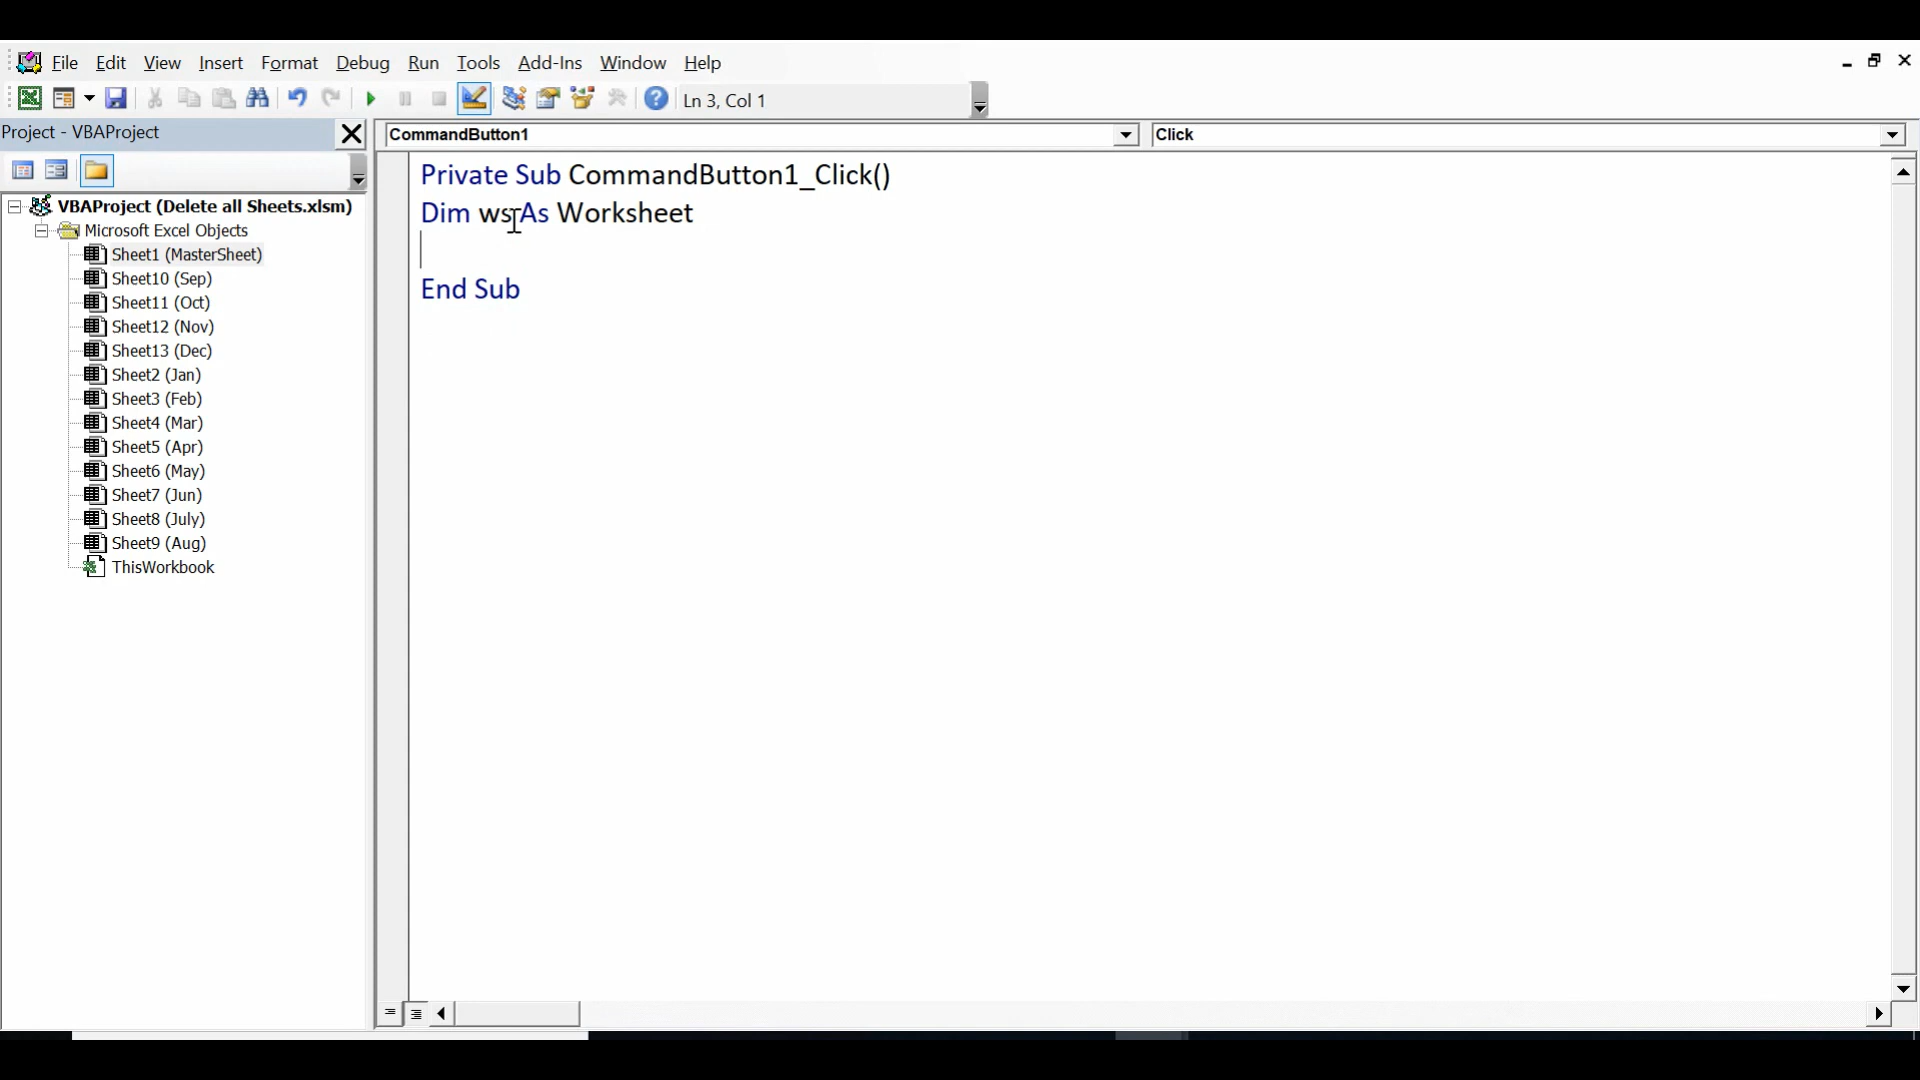 File Edit View Insert Format Debug Run Tools Add-Ins Window Help
Ln 3, Col 1
Project - VBAProject
CommandButton1 Click
VBAProject (Delete all Sheets.xlsm)
Microsoft Excel Objects
Sheet1 (MasterSheet)
Sheet10 (Sep)
Sheet11 (Oct)
Sheet12 (Nov)
Sheet13 (Dec)
Sheet2 (Jan)
Sheet3 (Feb)
Sheet4 (Mar)
Sheet5 (Apr)
Sheet6 (May)
Sheet7 (Jun)
Sheet8 (July)
Sheet9 (Aug)
ThisWorkbook
Private Sub CommandButton1_Click()
Dim ws As Worksheet
End Sub